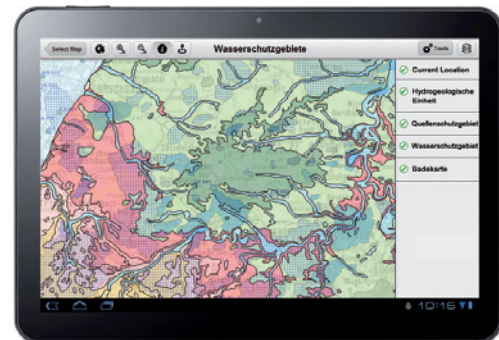 Select Map
Wasserschutzgebiete
Tools
Current Location
Hydrogeologische
Einheit
Quellenschutzgebiet
Wasserschutzgebiet
Badekarte
10:16